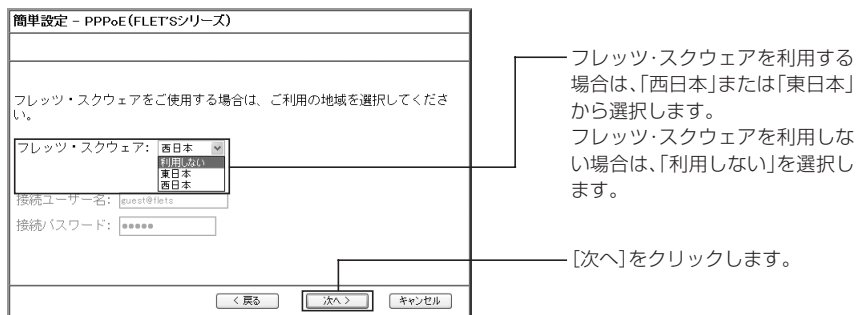 簡単設定 - PPPoE(FLET'Sシリーズ)
フレッツ・スクウェアをご使用する場合は、ご利用の地域を選択してくださ
い。
フレッツ・スクウェア: 西日本
利用しない
東日本
西日本
接続ユーザー名: guest@flets
接続パスワード: ●●●●●
< 戻る 次へ > キャンセル
フレッツ・スクウェアを利用する
場合は、「西日本」または「東日本」
から選択します。
フレッツ・スクウェアを利用しな
い場合は、「利用しない」を選択し
ます。
[次へ]をクリックします。